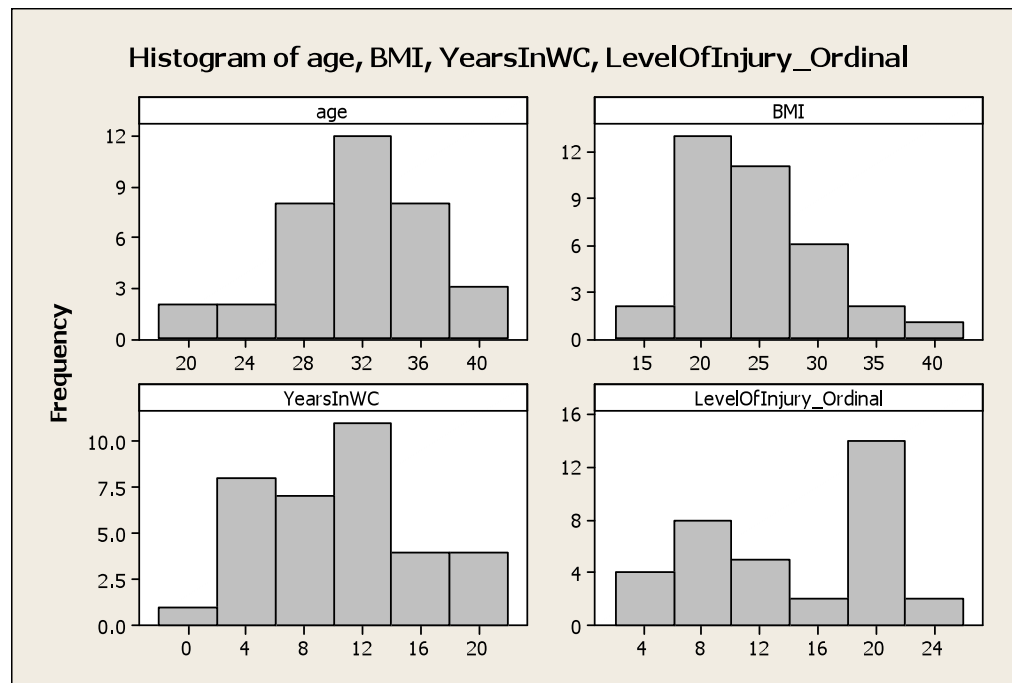 Histogram of age, BMI, YearsInWC, LevelOfInjury_Ordinal
Frequency
age
12
9
6
3
0
20 24 28 32 36 40
BMI
12
9
6
3
0
15 20 25 30 35 40
YearsInWC
10.0
7.5
5.0
2.5
0.0
0 4 8 12 16 20
LevelOfInjury_Ordinal
16
12
8
4
0
4 8 12 16 20 24